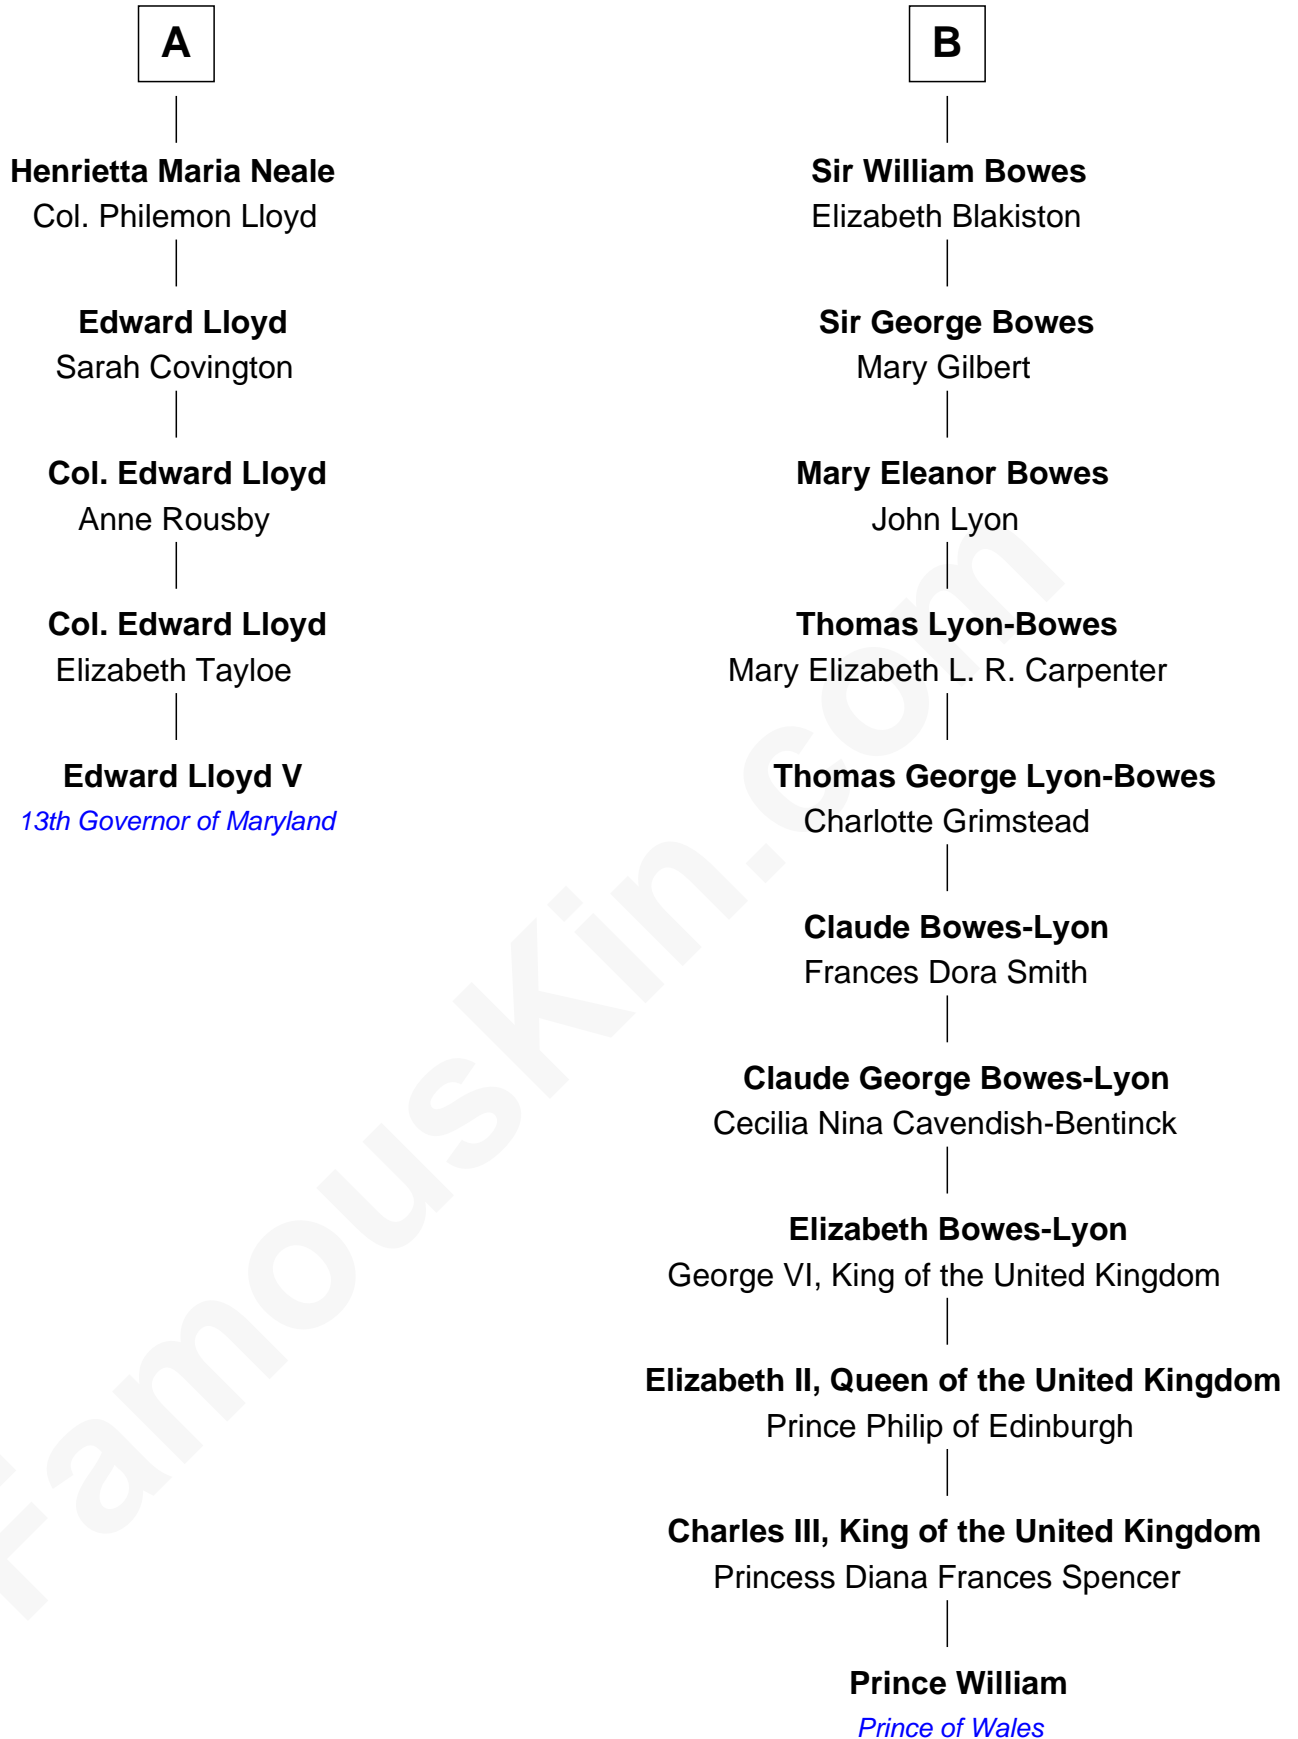 A
Henrietta Maria Neale
Col. Philemon Lloyd
Edward Lloyd
Sarah Covington
Col. Edward Lloyd
Anne Rousby
Col. Edward Lloyd
Elizabeth Tayloe
Edward Lloyd V
13th Governor of Maryland
B
Sir William Bowes
Elizabeth Blakiston
Sir George Bowes
Mary Gilbert
Mary Eleanor Bowes
John Lyon
Thomas Lyon-Bowes
Mary Elizabeth L. R. Carpenter
Thomas George Lyon-Bowes
Charlotte Grimstead
Claude Bowes-Lyon
Frances Dora Smith
Claude George Bowes-Lyon
Cecilia Nina Cavendish-Bentinck
Elizabeth Bowes-Lyon
George VI, King of the United Kingdom
Elizabeth II, Queen of the United Kingdom
Prince Philip of Edinburgh
Charles III, King of the United Kingdom
Princess Diana Frances Spencer
Prince William
Prince of Wales
FamousKin.com